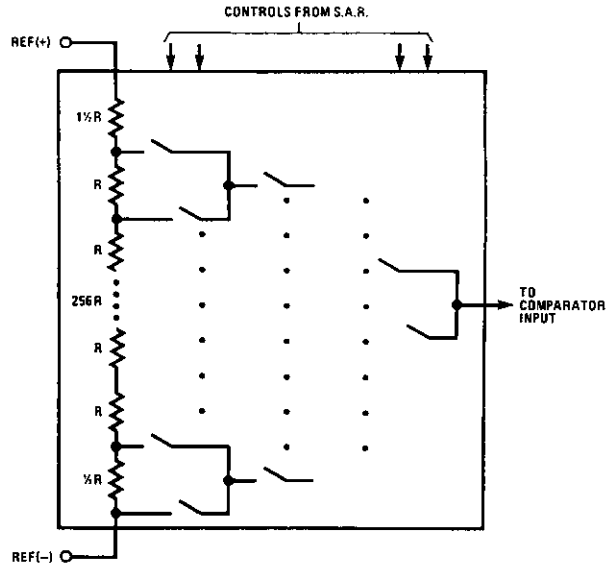 CONTROLS FROM S.A.R.
REF(+)
1½R
R
R
256R
R
R
½R
TO
COMPARATOR
INPUT
REF(−)